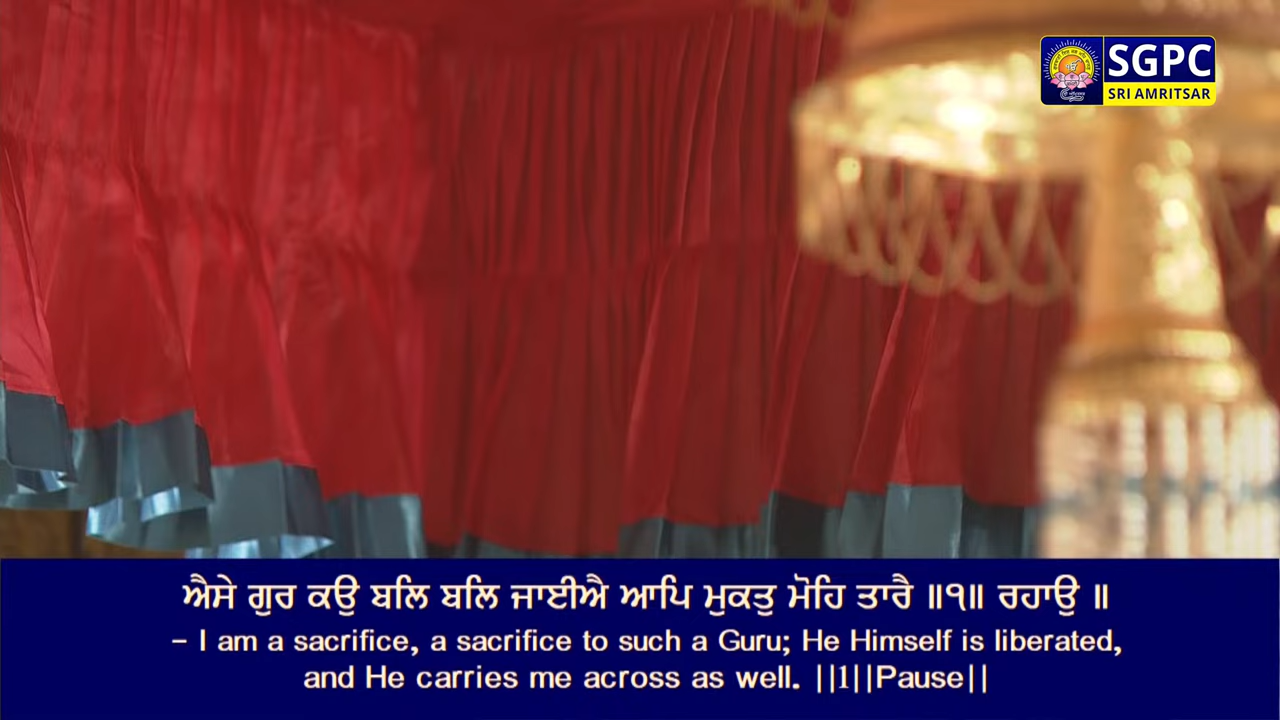 SGPC
SRI AMRITSAR
ਐਸੇ ਗੁਰ ਕਉ ਬਲਿ ਬਲਿ ਜਾਈਐ ਆਪਿ ਮੁਕਤੁ ਮੋਹਿ ਤਾਰੈ ॥੧॥ ਰਹਾਉ ॥
– I am a sacrifice, a sacrifice to such a Guru; He Himself is liberated,
and He carries me across as well. ||1||Pause||